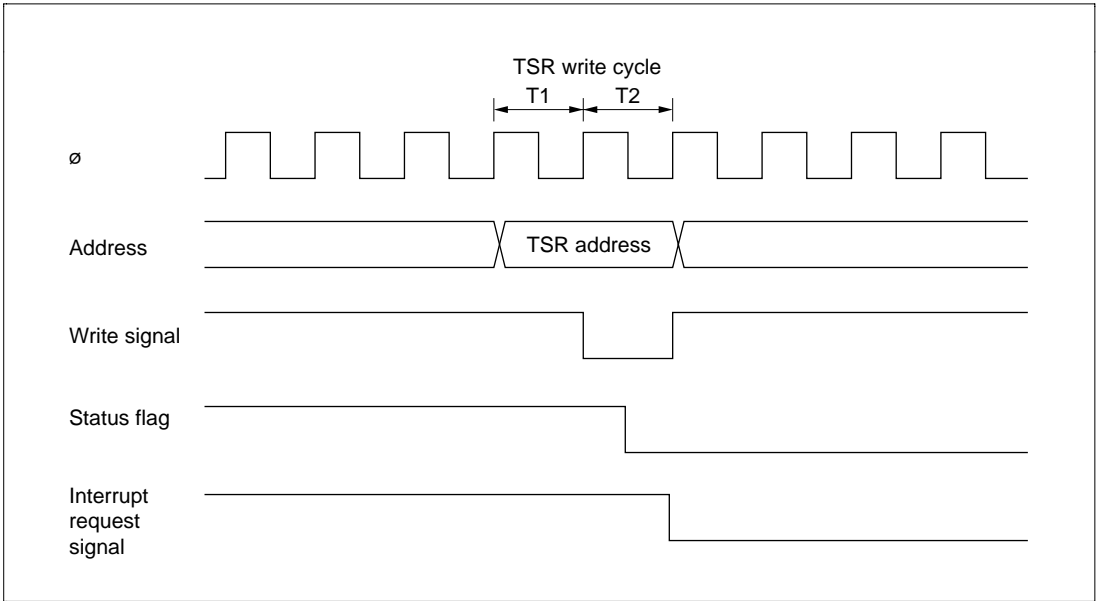 TSR write cycle
T1
T2
ø
Address
TSR address
Write signal
Status flag
Interrupt
request
signal